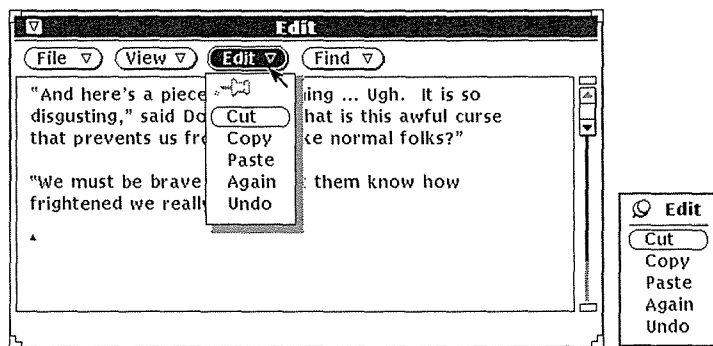 Edit
File View Edit Find
"And here's a piece ing ... Ugh. It is so
disgusting," said Do hat is this awful curse
that prevents us fr ke normal folks?"
"We must be brave them know how
frightened we really
Cut
Copy
Paste
Again
Undo
Edit
Cut
Copy
Paste
Again
Undo